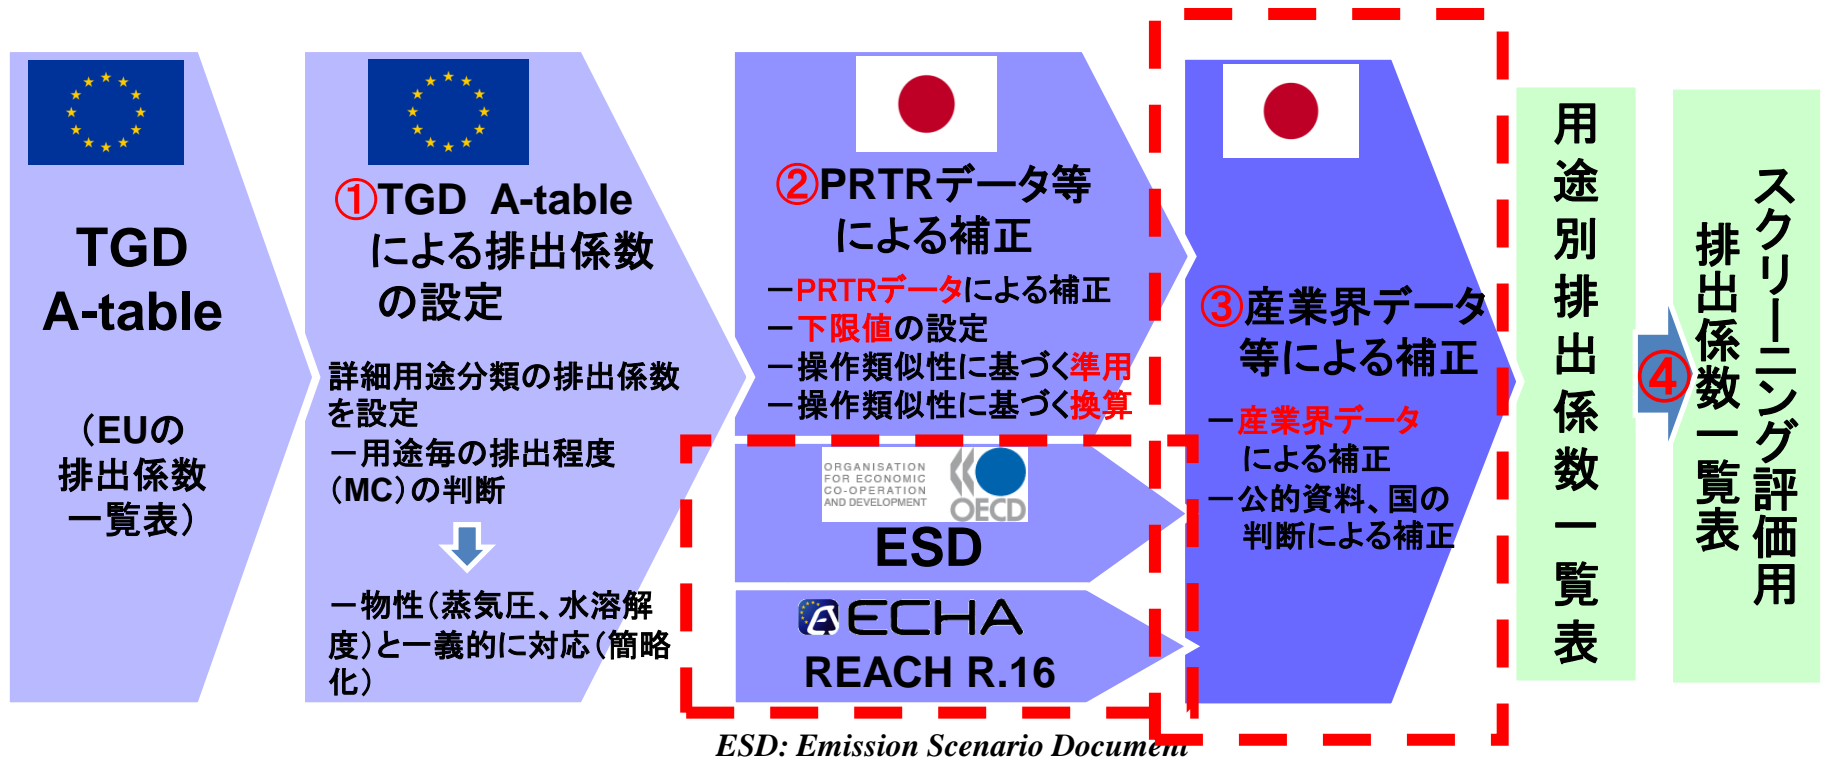 TGD
A-table
（EUの
排出係数
一覧表）
①TGD A-table
による排出係数
の設定
詳細用途分類の排出係数
を設定
－用途毎の排出程度
（MC）の判断
－物性（蒸気圧、水溶解
度）と一義的に対応（簡略
化）
②PRTRデータ等
による補正
－PRTRデータによる補正
－下限値の設定
－操作類似性に基づく準用
－操作類似性に基づく換算
ORGANISATION
FOR ECONOMIC
CO-OPERATION
AND DEVELOPMENT
OECD
ESD
ECHA
REACH R.16
ESD: Emission Scenario Document
③産業界データ
等による補正
－産業界データ
による補正
－公的資料、国の
判断による補正
用途別排出係数一覧表
④
スクリーニング評価用
排出係数一覧表